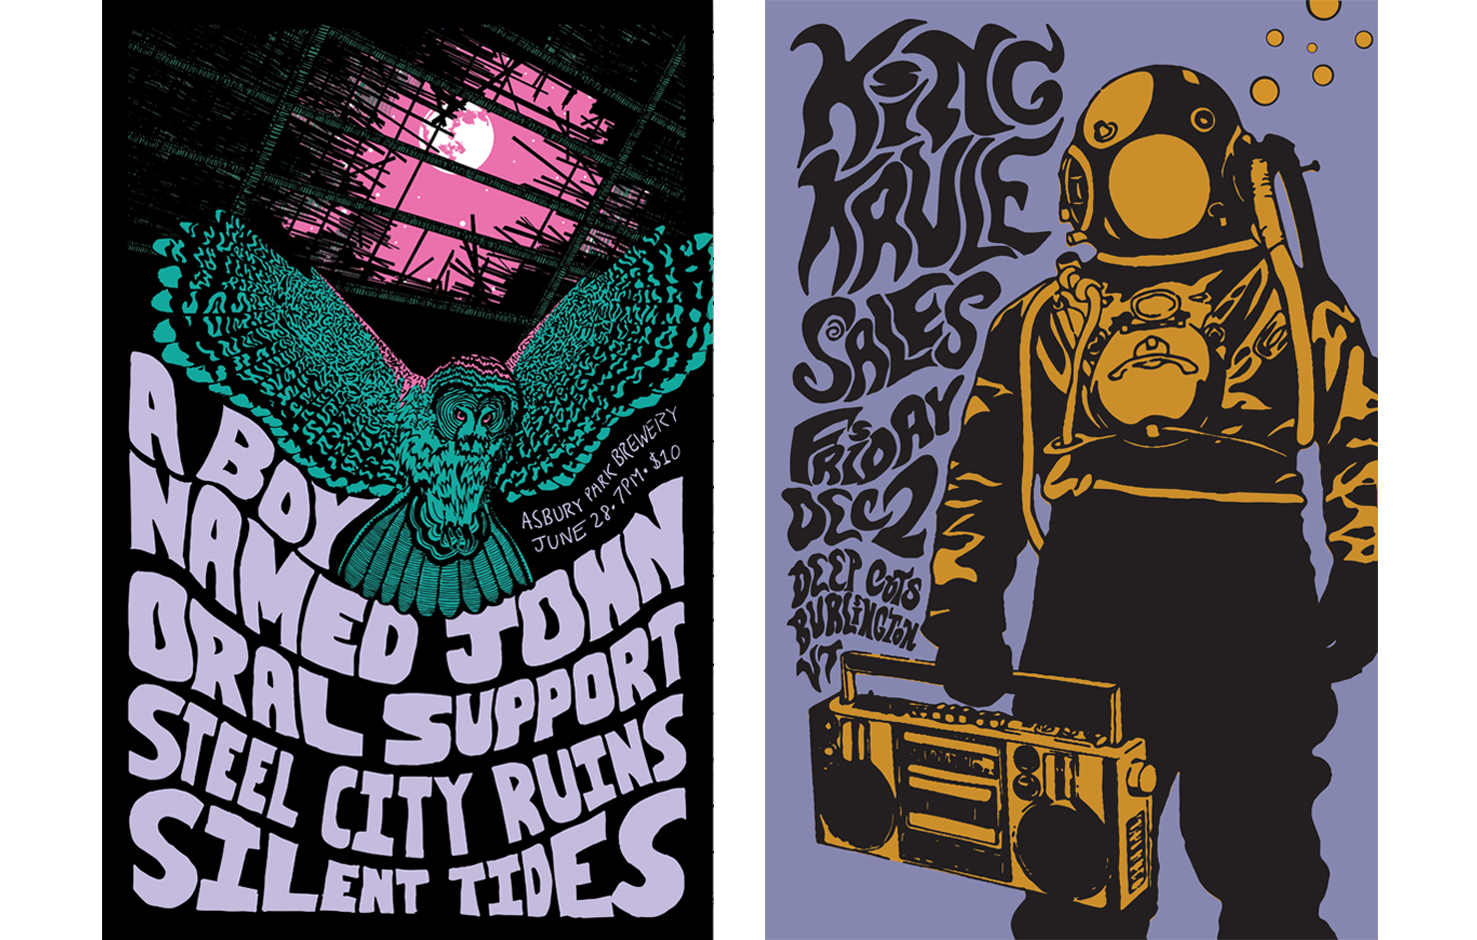 A BOY
NAMED JOHN
ORAL SUPPORT
STEEL CITY RUINS
SILENT TIDES
ASBURY PARK BREWERY
JUNE 28• 7PM• $10
KiNG
KRULE
SALES
FRiDAY
DEC 2
DEEP CUTS
BURLiNGTON
VT